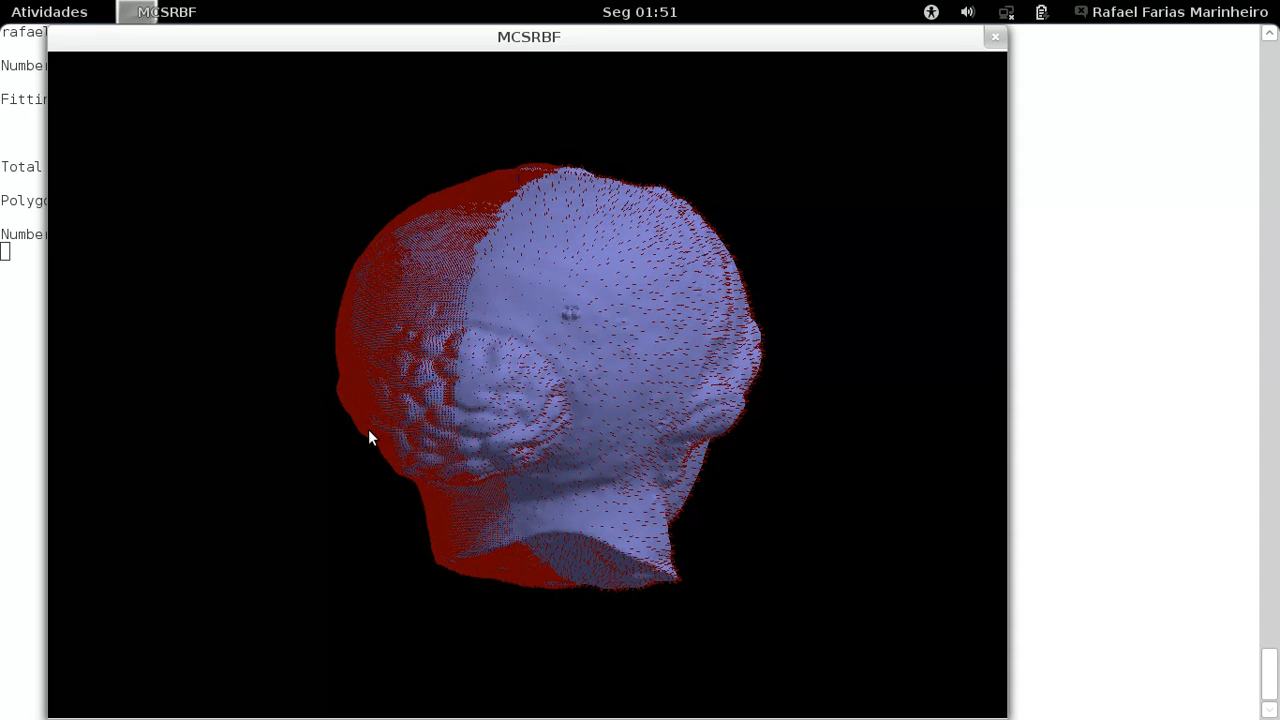 Atividades MCSRBF Seg 01:51 Rafael Farias Marinheiro
MCSRBF
rafael
Number
Fittin
Total
Polygo
Number